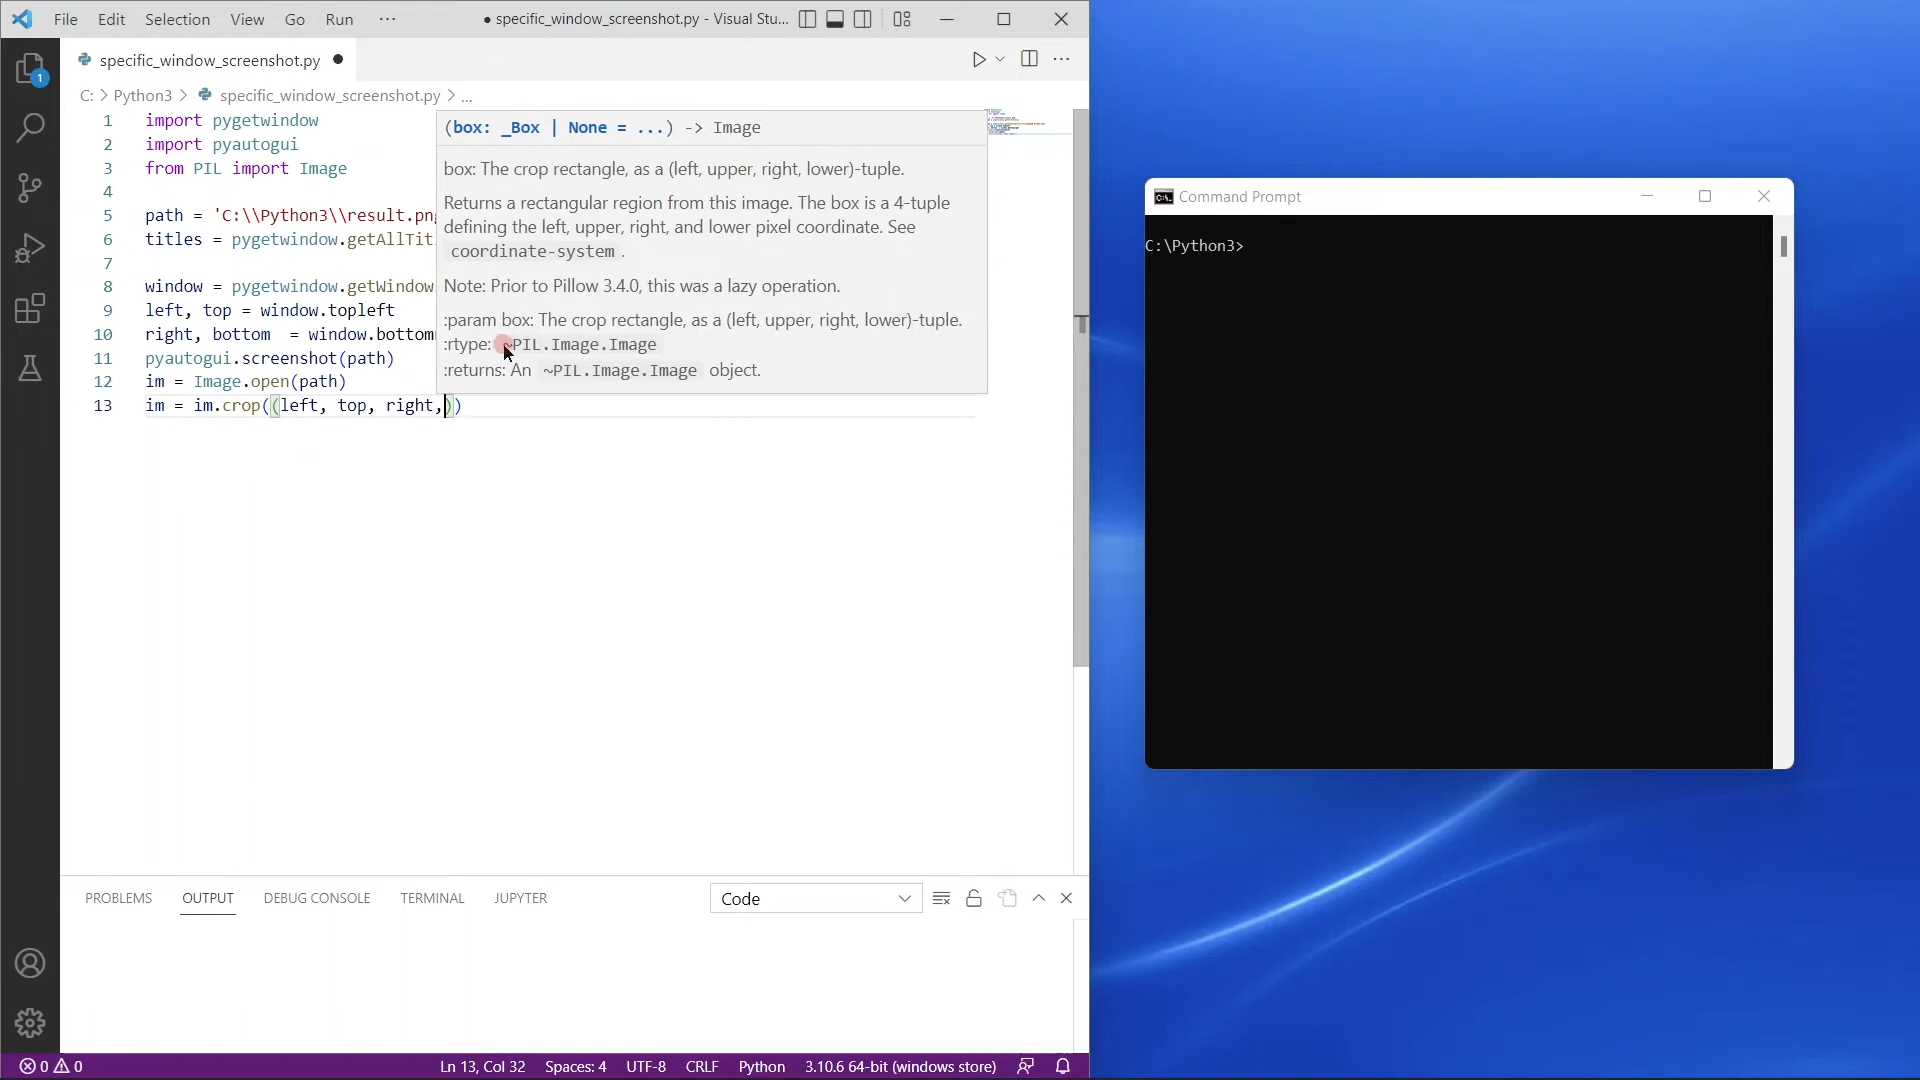 File Edit Selection View Go Run ··· ● specific_window_screenshot.py - Visual Stu...
specific_window_screenshot.py ●
1
C: > Python3 > specific_window_screenshot.py > ...
1 import pygetwindow
2 import pyautogui
3 from PIL import Image
4
5 path = 'C:\\Python3\\result.png
6 titles = pygetwindow.getAllTit
7
8 window = pygetwindow.getWindow
9 left, top = window.topleft
10 right, bottom  = window.bottom
11 pyautogui.screenshot(path)
12 im = Image.open(path)
13 im = im.crop((left, top, right,))
(box: _Box | None = ...) -> Image
box: The crop rectangle, as a (left, upper, right, lower)-tuple.
Returns a rectangular region from this image. The box is a 4-tuple
defining the left, upper, right, and lower pixel coordinate. See
coordinate-system .
Note: Prior to Pillow 3.4.0, this was a lazy operation.
:param box: The crop rectangle, as a (left, upper, right, lower)-tuple.
:rtype: ~PIL.Image.Image
:returns: An ~PIL.Image.Image object.
PROBLEMS OUTPUT DEBUG CONSOLE TERMINAL JUPYTER Code
0 0 Ln 13, Col 32 Spaces: 4 UTF-8 CRLF Python 3.10.6 64-bit (windows store)
Command Prompt
C:\Python3>